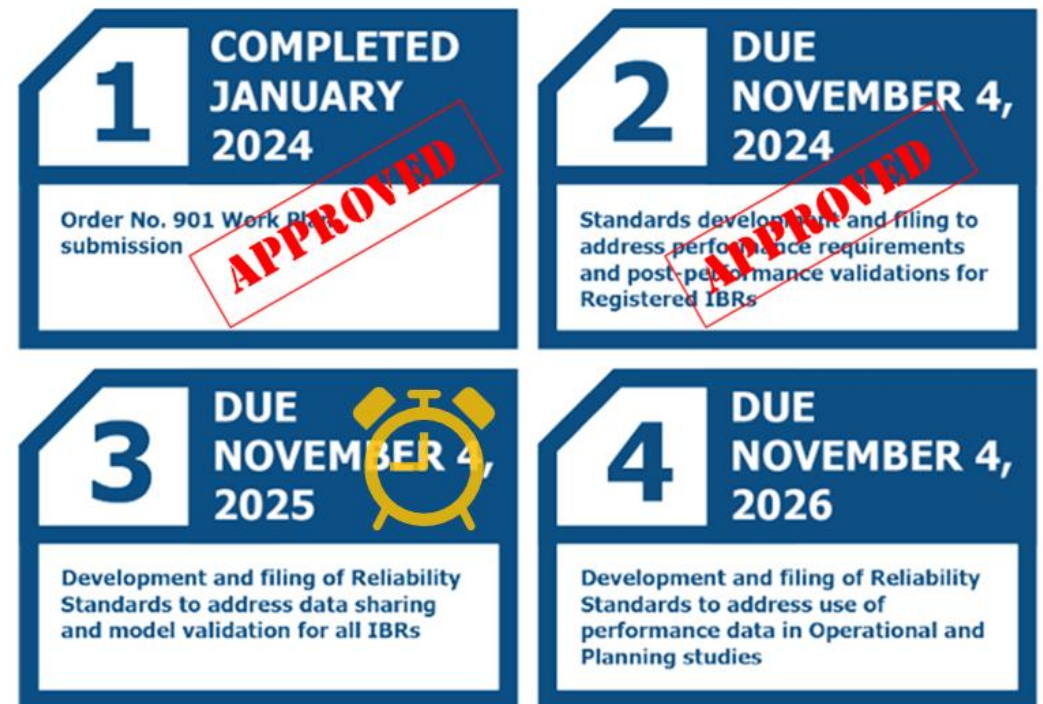 1
COMPLETED
JANUARY
2024
Order No. 901 Work Plan
submission
APPROVED
2
DUE
NOVEMBER 4,
2024
Standards development and filing to
address performance requirements
and post-performance validations for
Registered IBRs
APPROVED
3
DUE
NOVEMBER 4,
2025
Development and filing of Reliability
Standards to address data sharing
and model validation for all IBRs
4
DUE
NOVEMBER 4,
2026
Development and filing of Reliability
Standards to address use of
performance data in Operational and
Planning studies